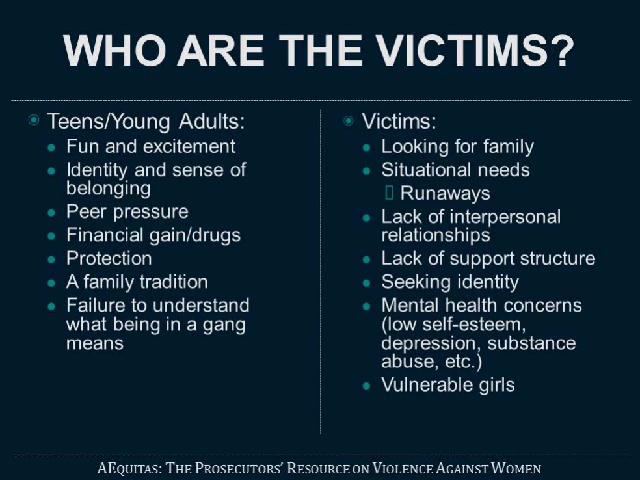 WHO ARE THE VICTIMS?
Teens/Young Adults:
Fun and excitement
Identity and sense of
belonging
Peer pressure
Financial gain/drugs
Protection
A family tradition
Failure to understand
what being in a gang
means
Victims:
Looking for family
Situational needs
Runaways
Lack of interpersonal
relationships
Lack of support structure
Seeking identity
Mental health concerns
(low self-esteem,
depression, substance
abuse, etc.)
Vulnerable girls
AEQUITAS: THE PROSECUTORS' RESOURCE ON VIOLENCE AGAINST WOMEN